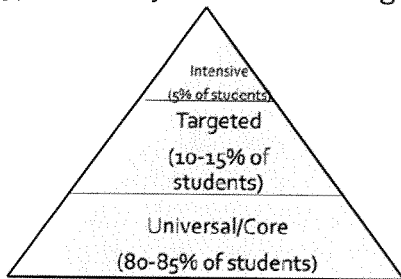 Intensive
(5% of students)
Targeted
(10-15% of
students)
Universal/Core
(80-85% of students)